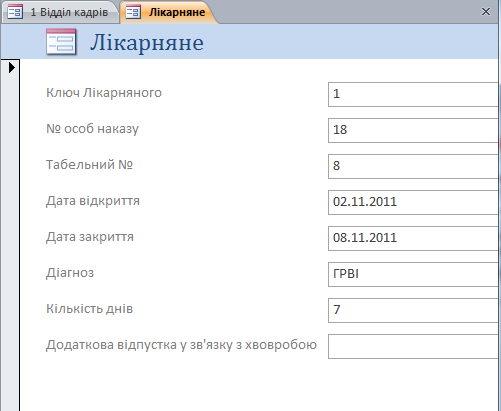 1 Відділ кадрів Лікарняне
Лікарняне
Ключ Лікарняного 1
№ особ наказу 18
Табельний № 8
Дата відкриття 02.11.2011
Дата закриття 08.11.2011
Діагноз ГРВІ
Кількість днів 7
Додаткова відпустка у зв'язку з хвовробою